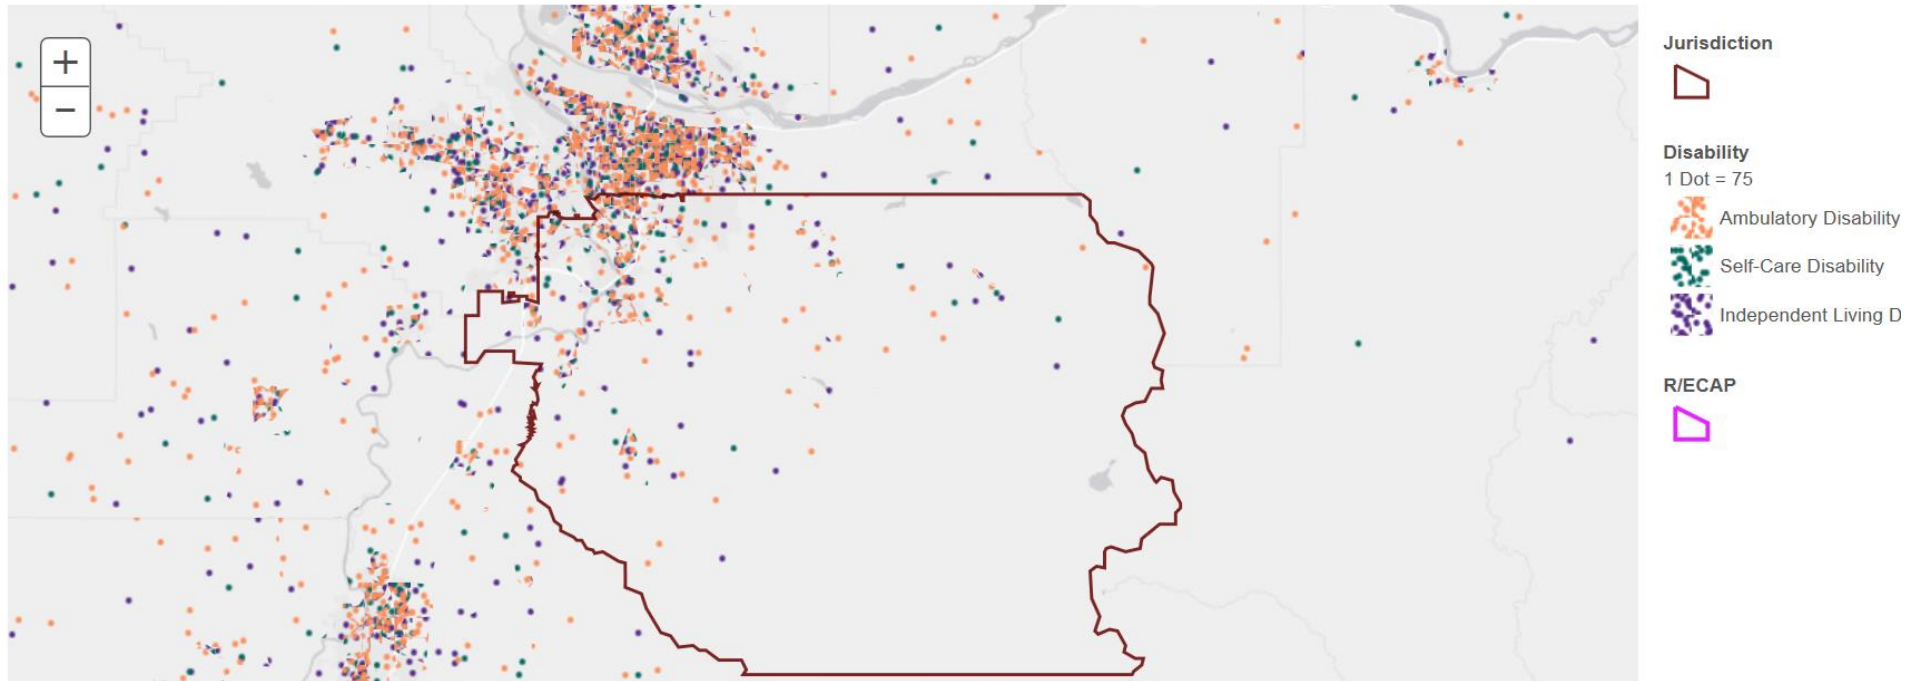 +
−
Jurisdiction
Disability
1 Dot = 75
Ambulatory Disability
Self-Care Disability
Independent Living D
R/ECAP